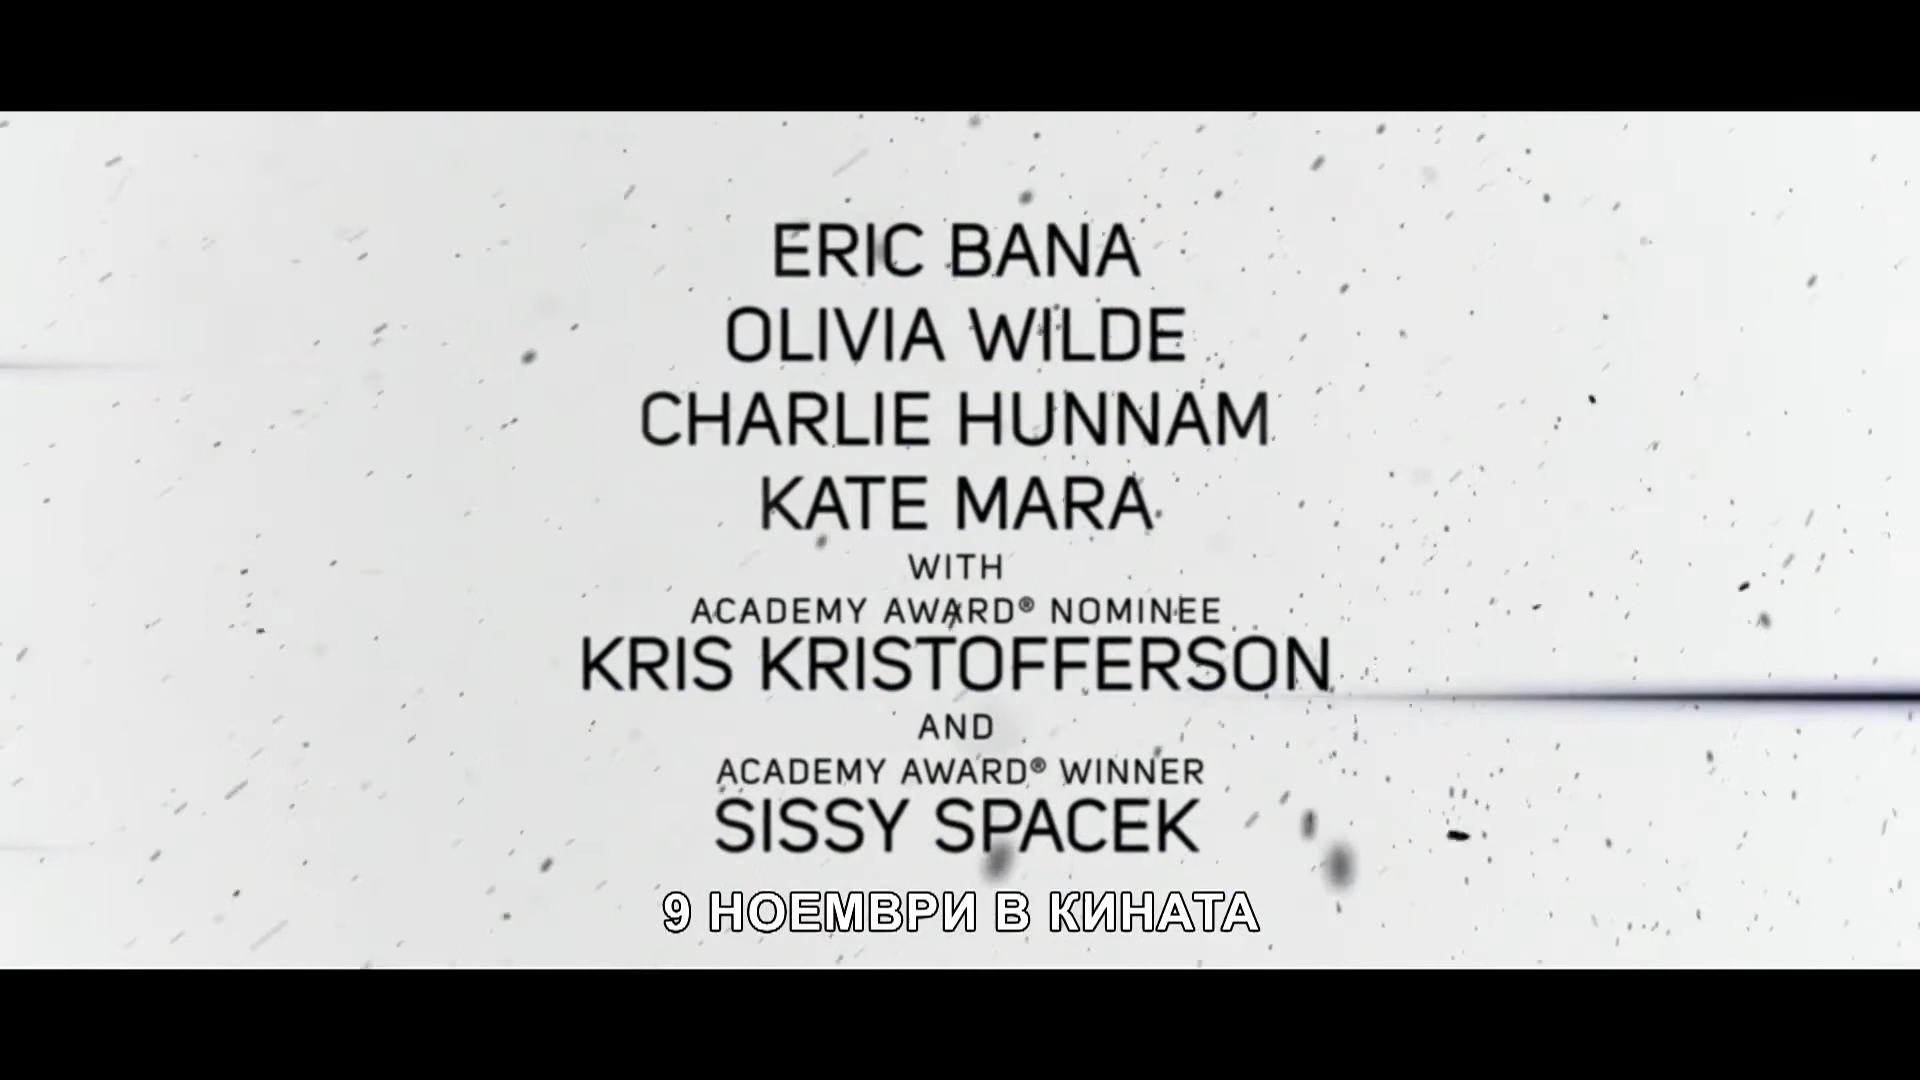 ERIC BANA
OLIVIA WILDE
CHARLIE HUNNAM
KATE MARA
WITH
ACADEMY AWARD® NOMINEE
KRIS KRISTOFFERSON
AND
ACADEMY AWARD® WINNER
SISSY SPACEK
9 НОЕМВРИ В КИНАТА